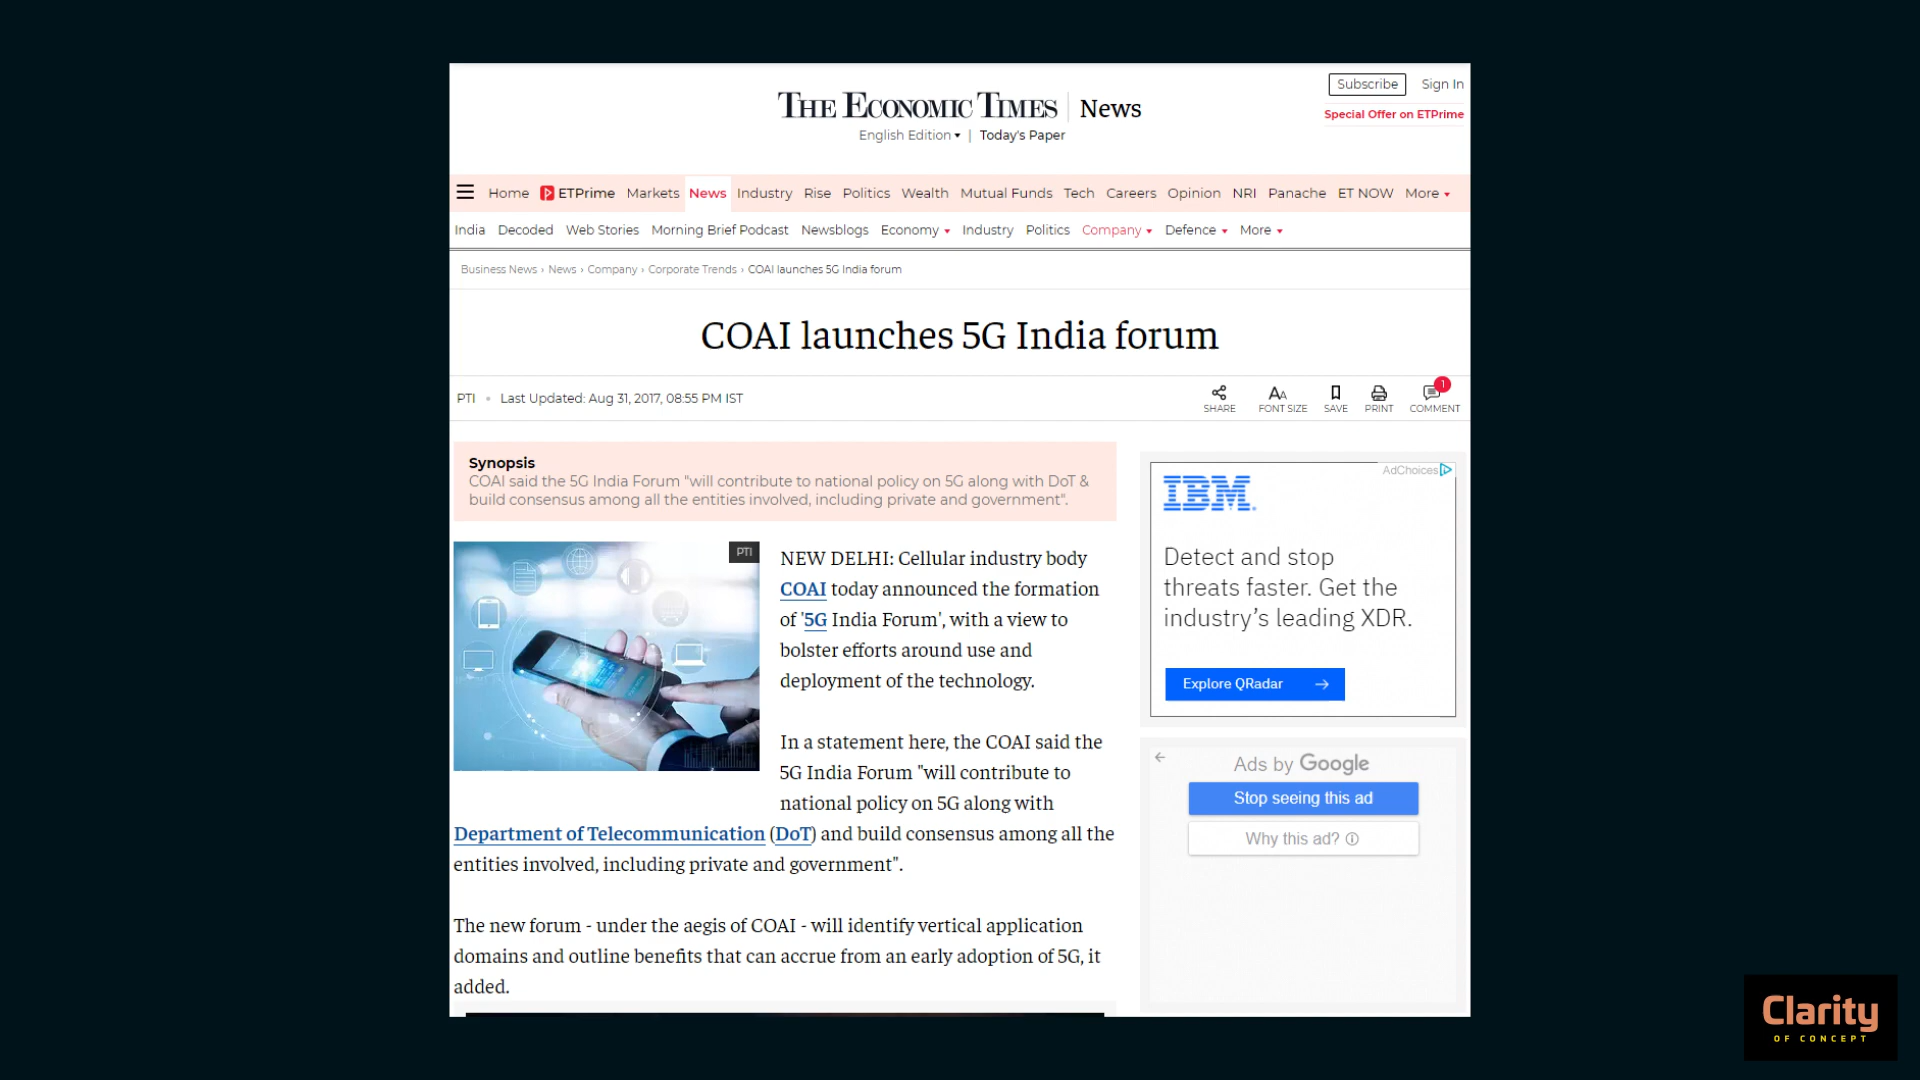 Subscribe Sign In
THE ECONOMIC TIMES News
Special Offer on ETPrime
English Edition | Today's Paper
Home ETPrime Markets News Industry Rise Politics Wealth Mutual Funds Tech Careers Opinion NRI Panache ET NOW More
India Decoded Web Stories Morning Brief Podcast Newsblogs Economy Industry Politics Company Defence More
Business News › News › Company › Corporate Trends › COAI launches 5G India forum
COAI launches 5G India forum
PTI • Last Updated: Aug 31, 2017, 08:55 PM IST
SHARE FONT SIZE SAVE PRINT COMMENT
1
Synopsis
COAI said the 5G India Forum "will contribute to national policy on 5G along with DoT &
build consensus among all the entities involved, including private and government".
PTI
NEW DELHI: Cellular industry body
COAI today announced the formation
of '5G India Forum', with a view to
bolster efforts around use and
deployment of the technology.
In a statement here, the COAI said the
5G India Forum "will contribute to
national policy on 5G along with
Department of Telecommunication (DoT) and build consensus among all the
entities involved, including private and government".
The new forum - under the aegis of COAI - will identify vertical application
domains and outline benefits that can accrue from an early adoption of 5G, it
added.
AdChoices
IBM
Detect and stop
threats faster. Get the
industry's leading XDR.
Explore QRadar →
Ads by Google
Stop seeing this ad
Why this ad?
Clarity
OF CONCEPT